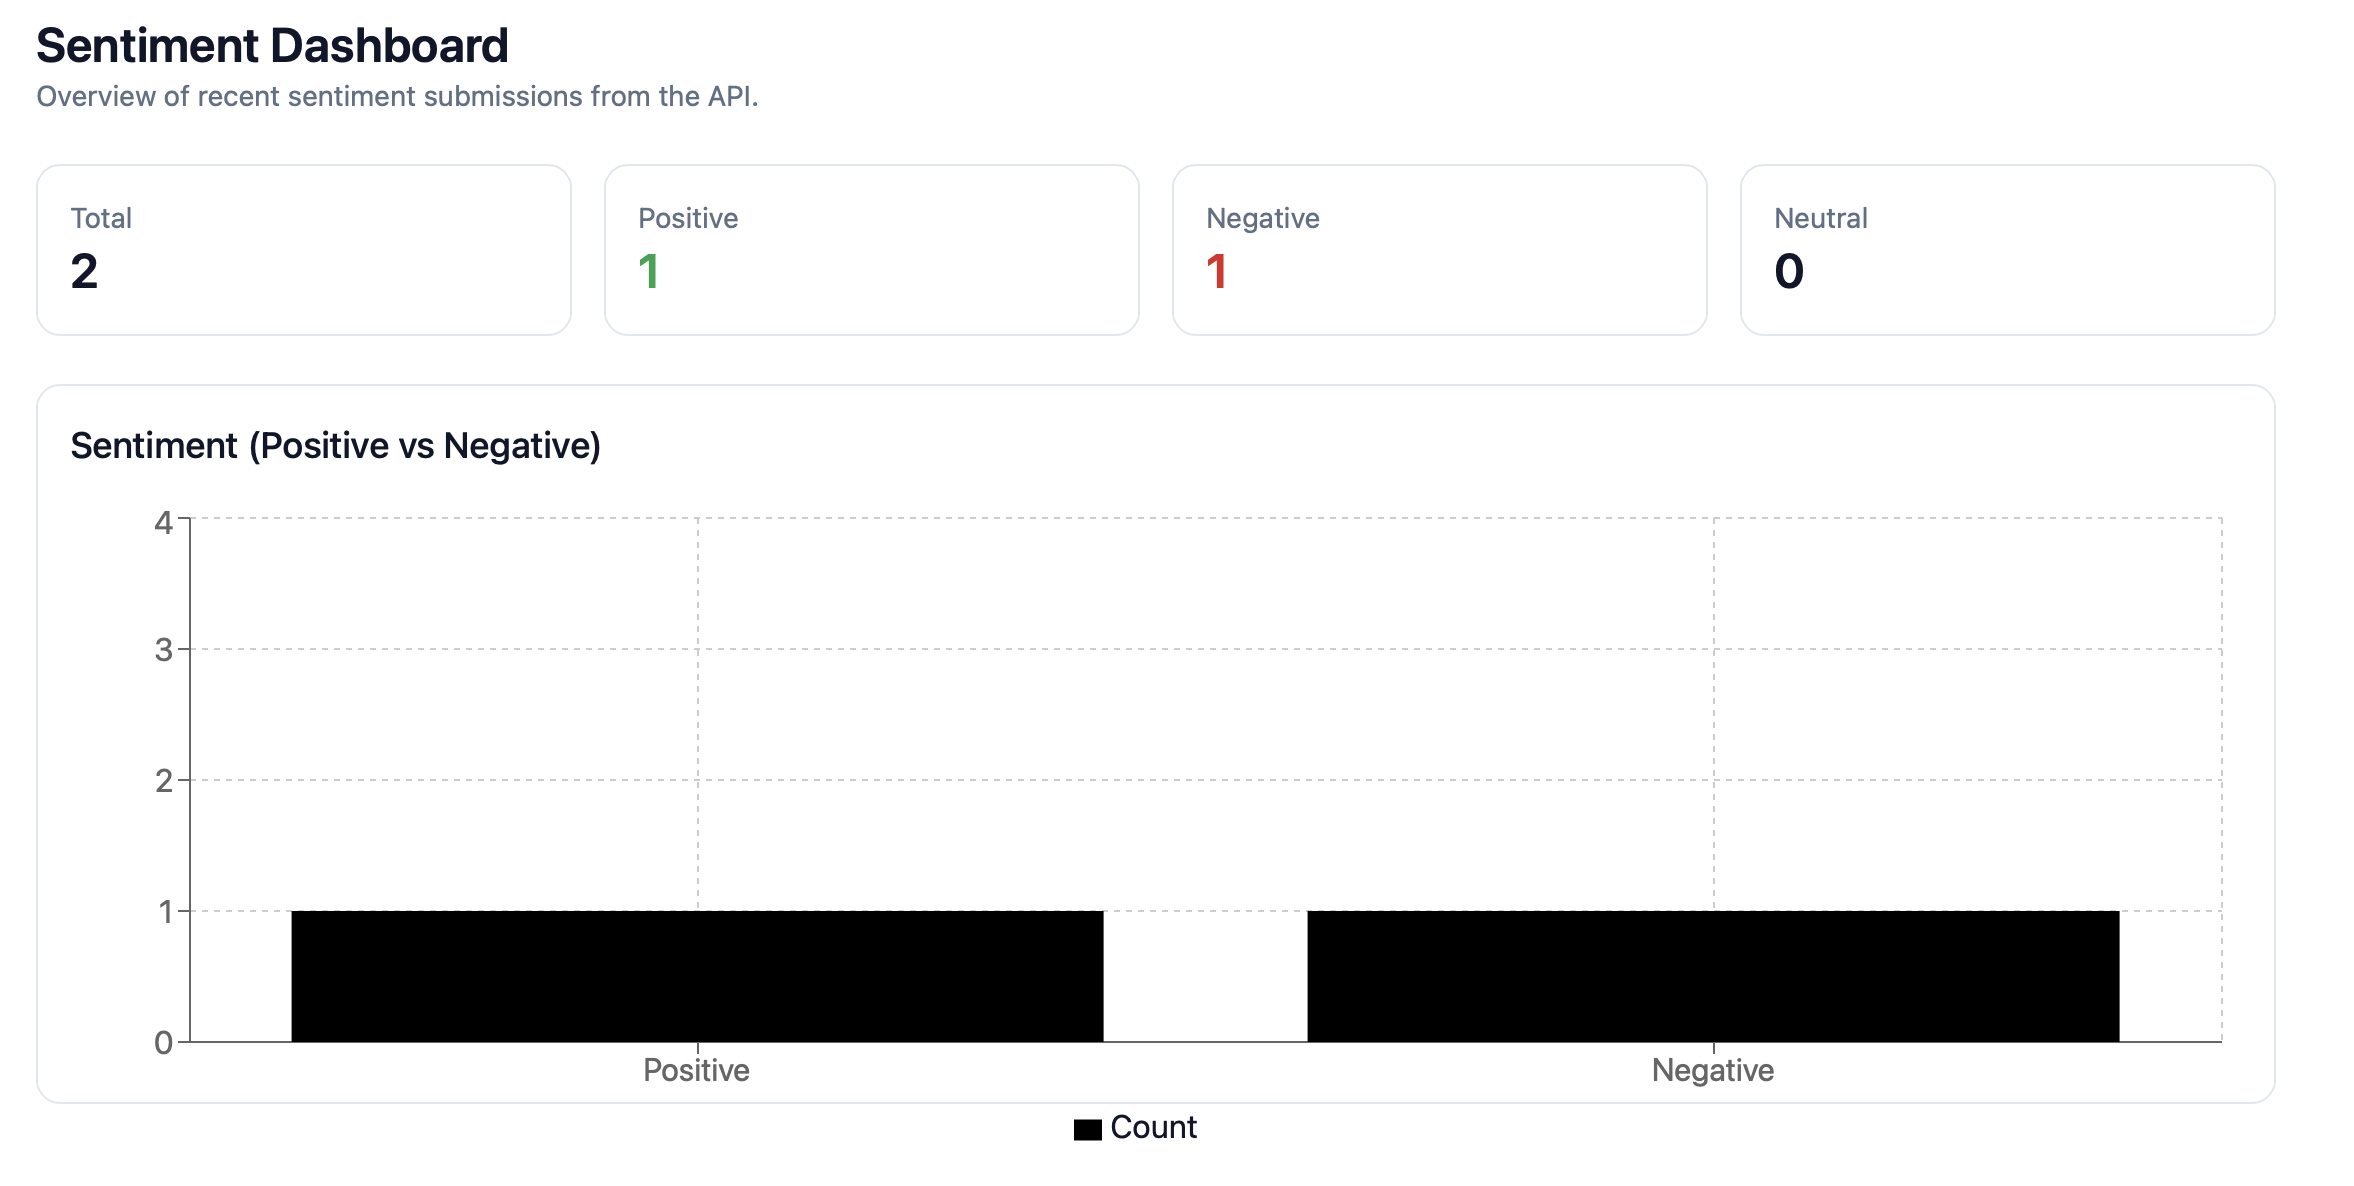 Sentiment Dashboard
Overview of recent sentiment submissions from the API.
Total
2
Positive
1
Negative
1
Neutral
0
Sentiment (Positive vs Negative)
4
3
2
1
0
Positive
Negative
Count